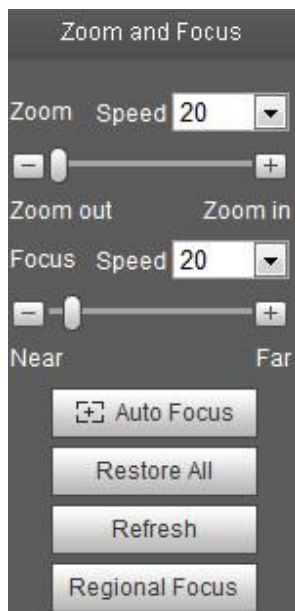 Zoom and Focus
Zoom Speed 20
Zoom out Zoom in
Focus Speed 20
Near Far
Auto Focus
Restore All
Refresh
Regional Focus